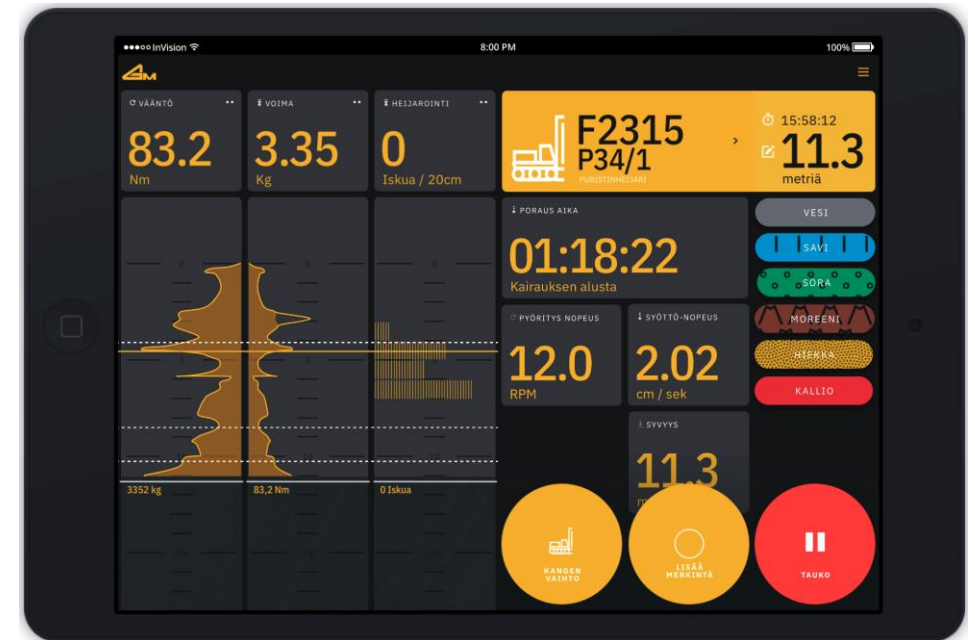 InVision
8:00 PM
100%
GM
VÄÄNTÖ
83.2
Nm
VOIMA
3.35
Kg
HEIJAROINTI
0
Iskua / 20cm
F2315
P34/1
PURISTINHEIJARI
15:58:12
11.3
metriä
PORAUS AIKA
01:18:22
Kairauksen alusta
PYÖRITYS NOPEUS
12.0
RPM
SYÖTTÖ-NOPEUS
2.02
cm / sek
SYVYYS
11.3
VESI
SAVI
SORA
MOREENI
HIEKKA
KALLIO
3352 kg
83,2 Nm
0 Iskua
KANGEN
VAIHTO
LISÄÄ
MERKINTÄ
TAUKO